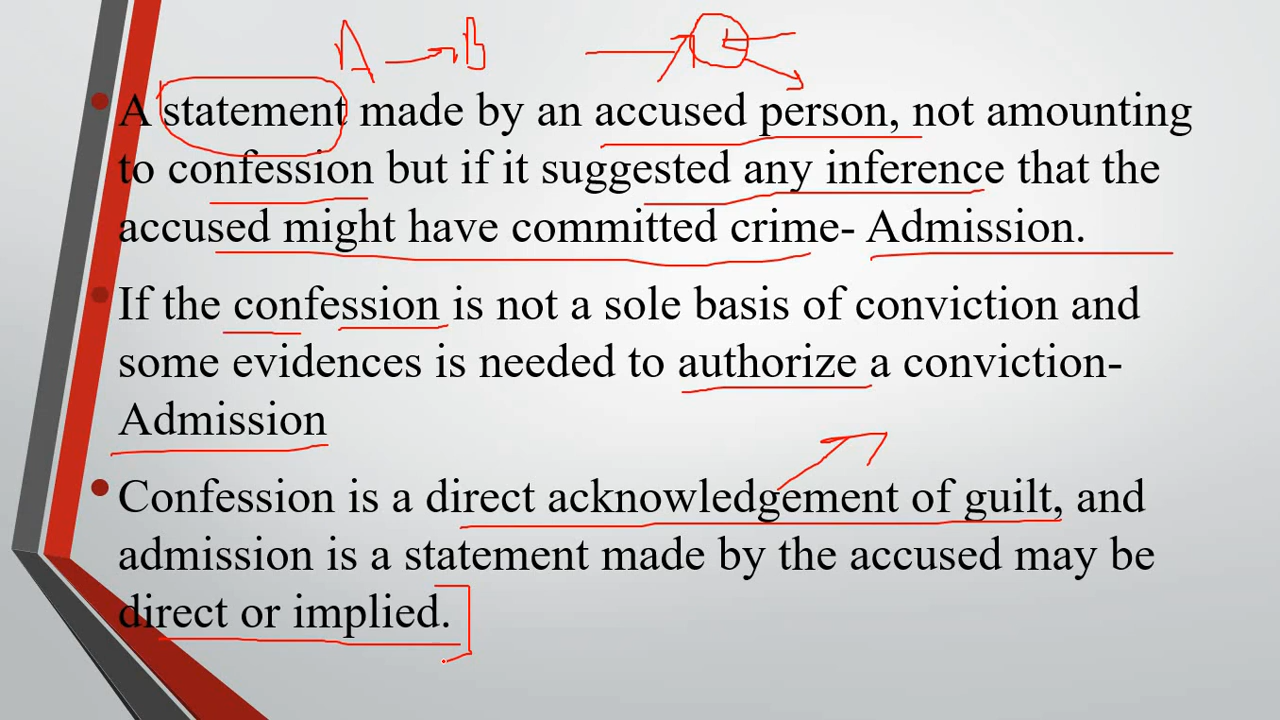 A B
A statement made by an accused person, not amounting
to confession but if it suggested any inference that the
accused might have committed crime- Admission.
If the confession is not a sole basis of conviction and
some evidences is needed to authorize a conviction-
Admission
Confession is a direct acknowledgement of guilt, and
admission is a statement made by the accused may be
direct or implied.